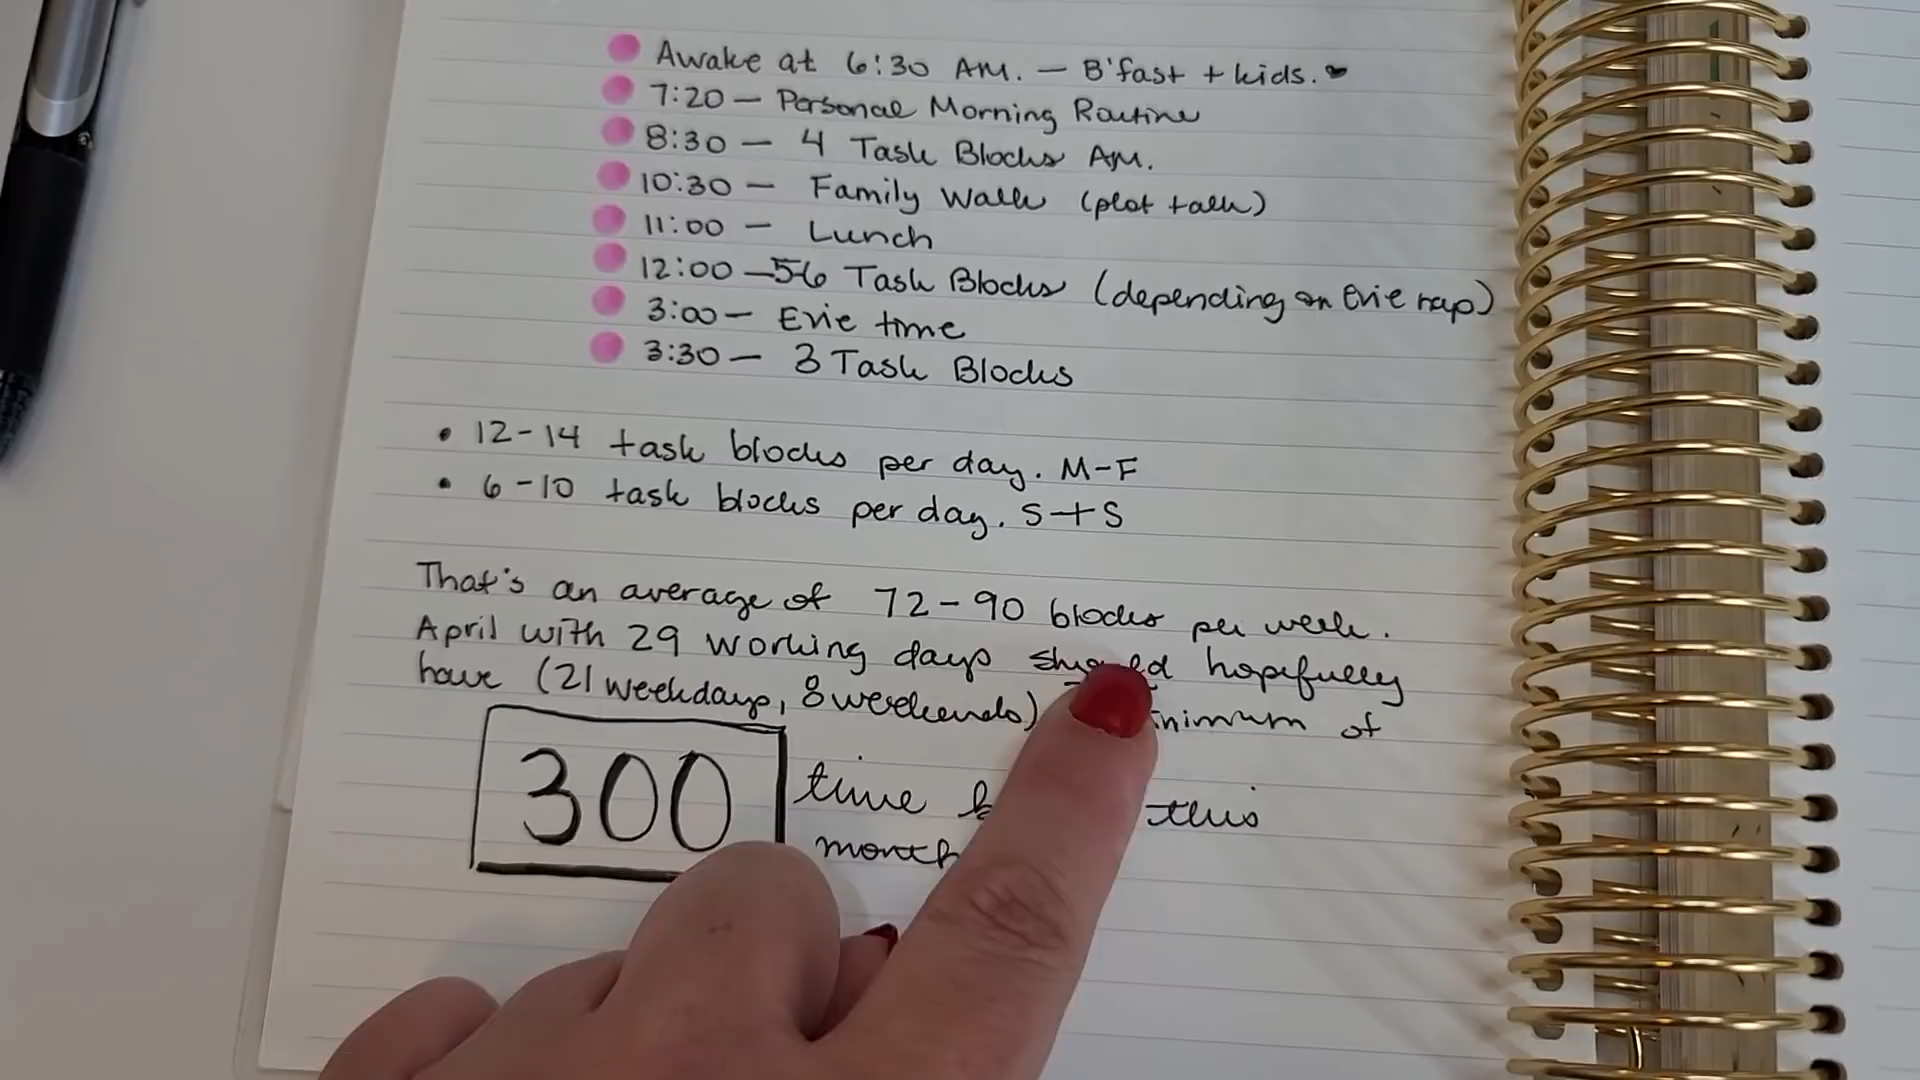 Awake at 6:30 AM. – B'fast + kids. ♥
7:20 – Personal Morning Routine
8:30 – 4 Task Blocks AM.
10:30 – Family Walk (plot talk)
11:00 – Lunch
12:00 – 5-6 Task Blocks (depending on Evie nap)
3:00 – Evie time
3:30 – 3 Task Blocks
• 12-14 task blocks per day. M-F
• 6-10 task blocks per day. S+S
That's an average of 72-90 blocks per week.
April with 29 working days should hopefully
have (21 weekdays, 8 weekends) of
300 time this
month